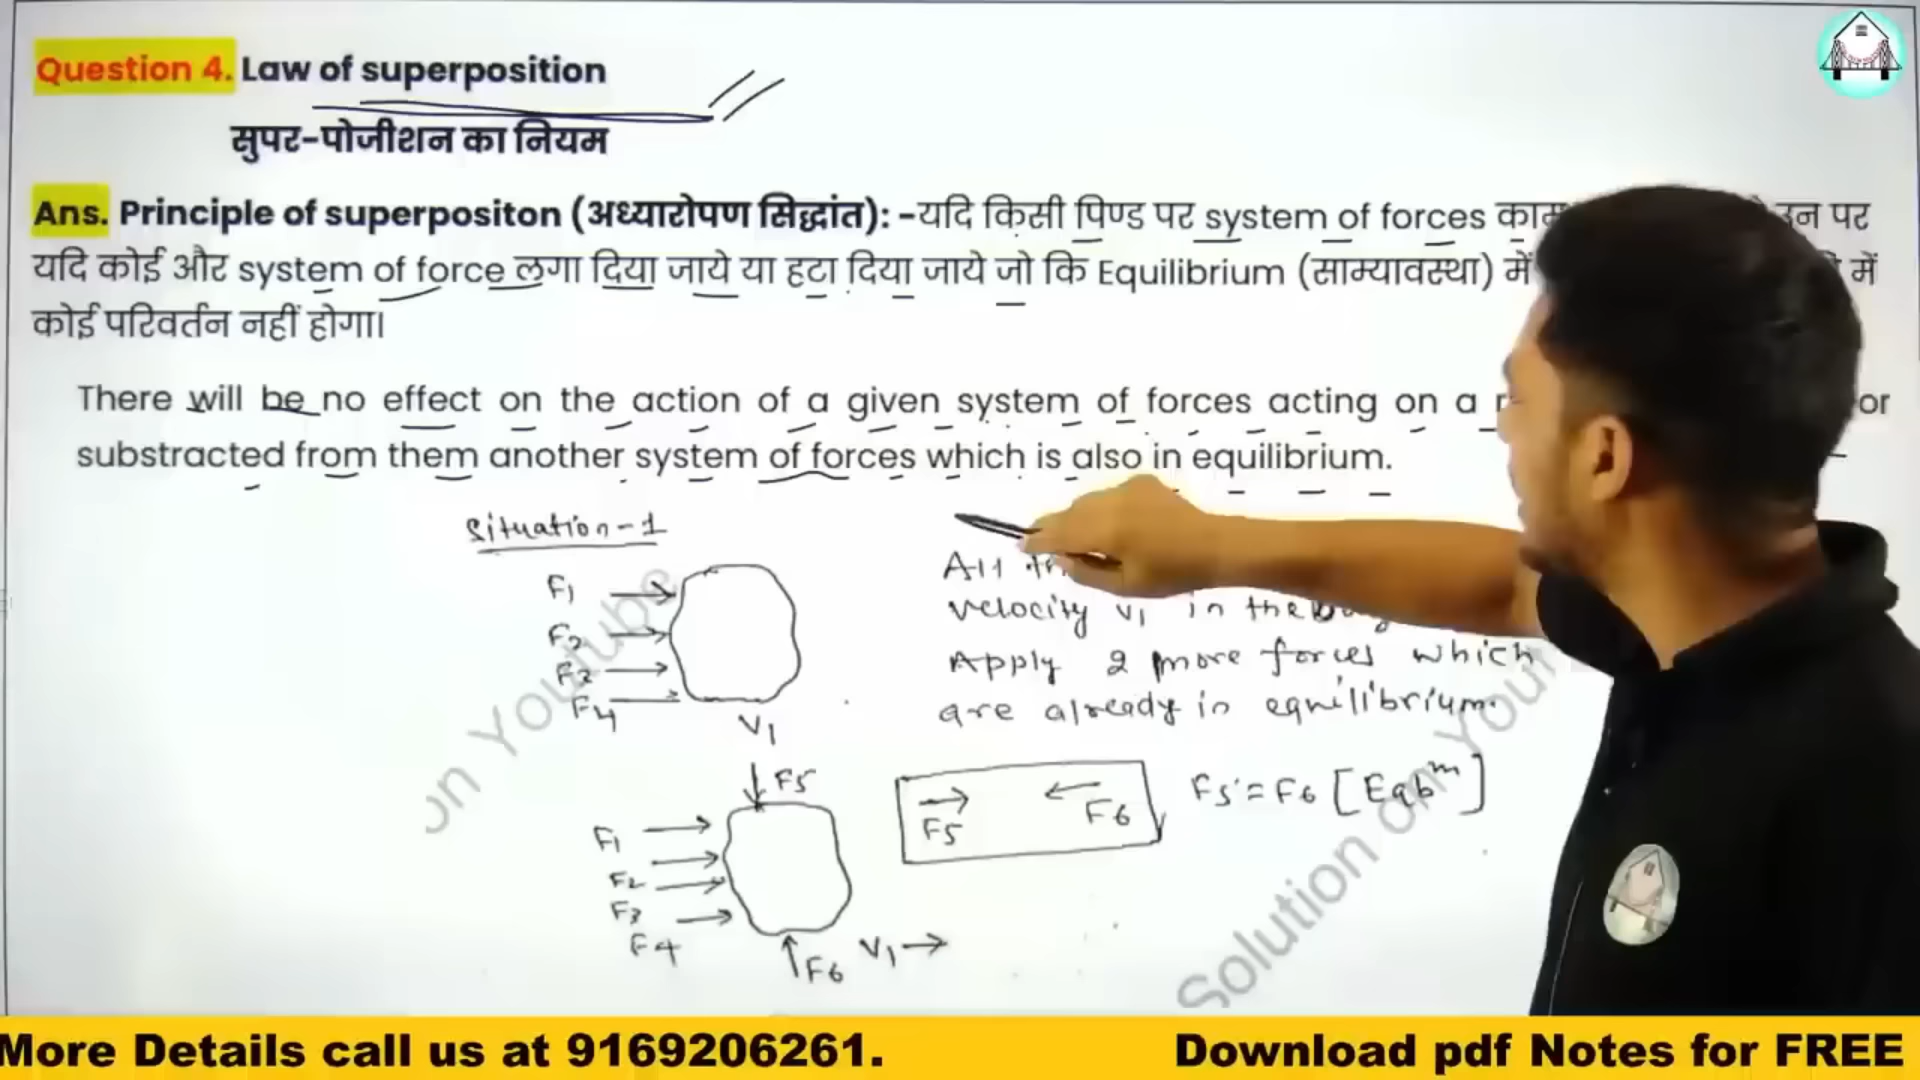 Question 4. Law of superposition
सुपर-पोजीशन का नियम
Ans. Principle of superpositon (अध्यारोपण सिद्धांत): -यदि किसी पिण्ड पर system of forces उन पर
यदि कोई और system of force लगा दिया जाये या हटा दिया जाये जो कि Equilibrium (साम्यावस्था) में में
कोई परिवर्तन नहीं होगा।
There will be no effect on the action of a given system of forces acting on a or
substracted from them another system of forces which is also in equilibrium.
Situation-1
F1
F2
F3
F4
V1
All
velocity v1 in the
Apply 2 more forces which
are already in equilibrium.
F5
F1
F2
F3
F4
F6 V1
F5 F6
F5 = F6 [Eqbm]
on Youtube
Solution on You
More Details call us at 9169206261.
Download pdf Notes for FREE